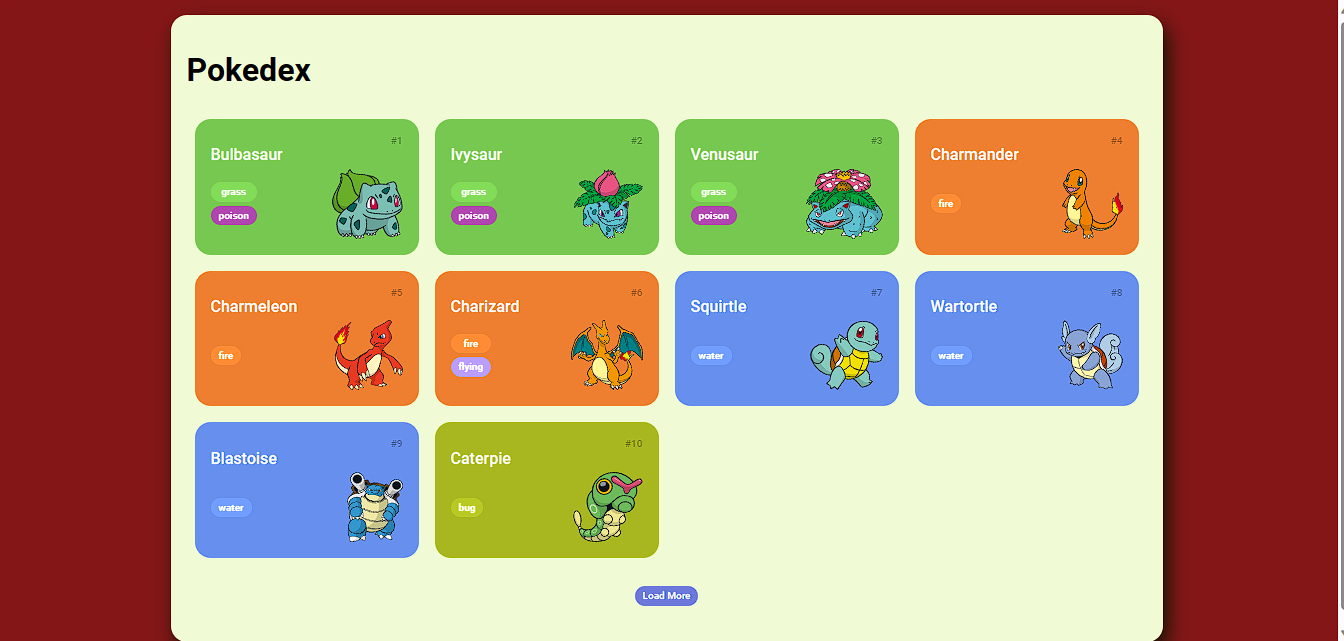 Pokedex
#1
Bulbasaur
grass
poison
#2
Ivysaur
grass
poison
#3
Venusaur
grass
poison
#4
Charmander
fire
#5
Charmeleon
fire
#6
Charizard
fire
flying
#7
Squirtle
water
#8
Wartortle
water
#9
Blastoise
water
#10
Caterpie
bug
Load More